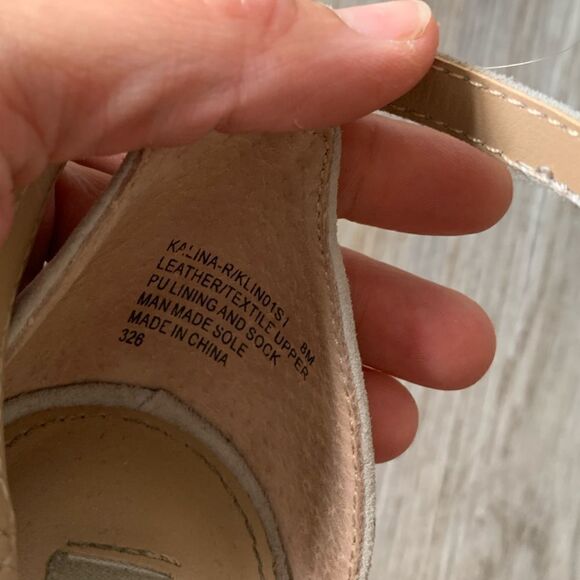 KALINA-R/KLIN01S1 8M
LEATHER/TEXTILE UPPER
PU LINING AND SOCK
MAN MADE SOLE
MADE IN CHINA
326